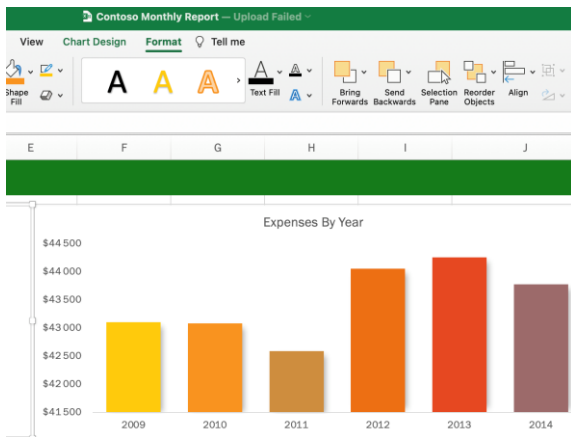 Contoso Monthly Report — Upload Failed
View Chart Design Format Tell me
A A A
A A
Shape Fill
Text Fill A
Bring Forwards Send Backwards Selection Pane Reorder Objects Align
E F G H I J
Expenses By Year
$44 500
$44 000
$43 500
$43 000
$42 500
$42 000
$41 500
2009 2010 2011 2012 2013 2014